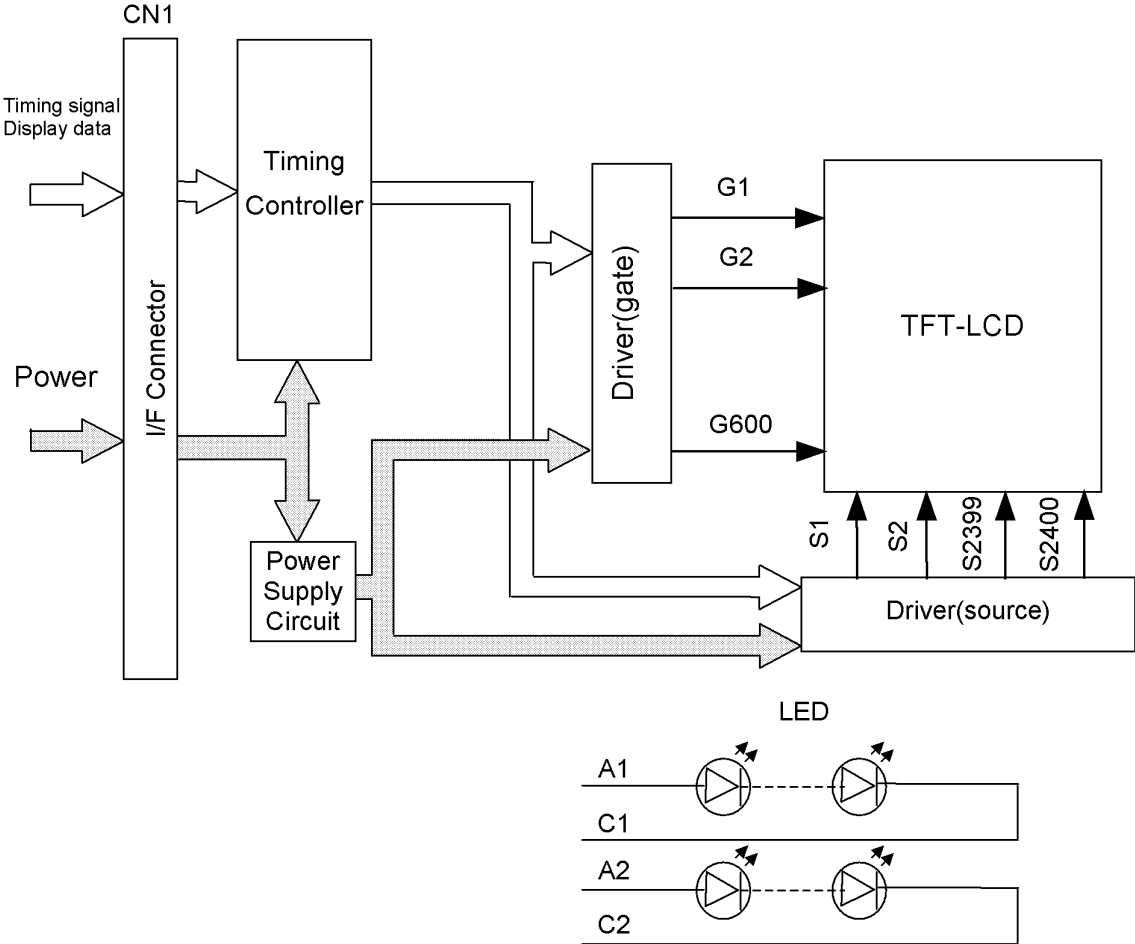 CN1
Timing signal
Display data
Power
I/F Connector
Timing
Controller
Power
Supply
Circuit
Driver(gate)
G1
G2
G600
TFT-LCD
S1
S2
S2399
S2400
Driver(source)
LED
A1
C1
A2
C2